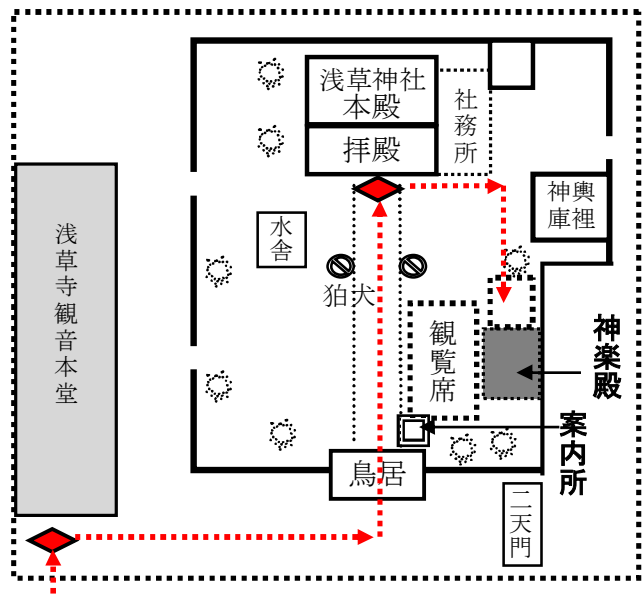 浅草神社
本殿
拝殿
社務所
神輿
庫裡
水舎
狛犬
浅草寺観音本堂
観覧席
神楽殿
案内所
鳥居
二天門